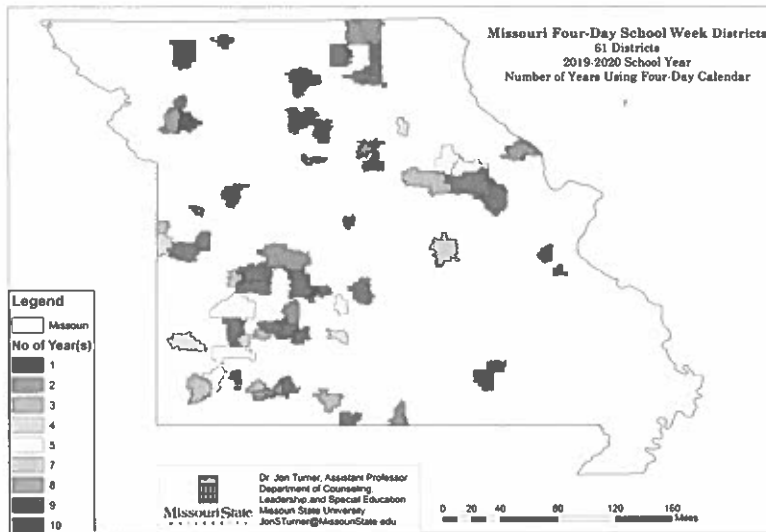 Missouri Four-Day School Week Districts
61 Districts
2019-2020 School Year
Number of Years Using Four-Day Calendar
Legend
Missouri
No of Year(s)
1
2
3
4
5
7
8
9
10
MissouriState
UNIVERSITY
Dr Jon Turner, Assistant Professor
Department of Counseling,
Leadership and Special Education
Missouri State University
JonSTurner@MissouriState edu
0 20 40 80 120 160
Miles